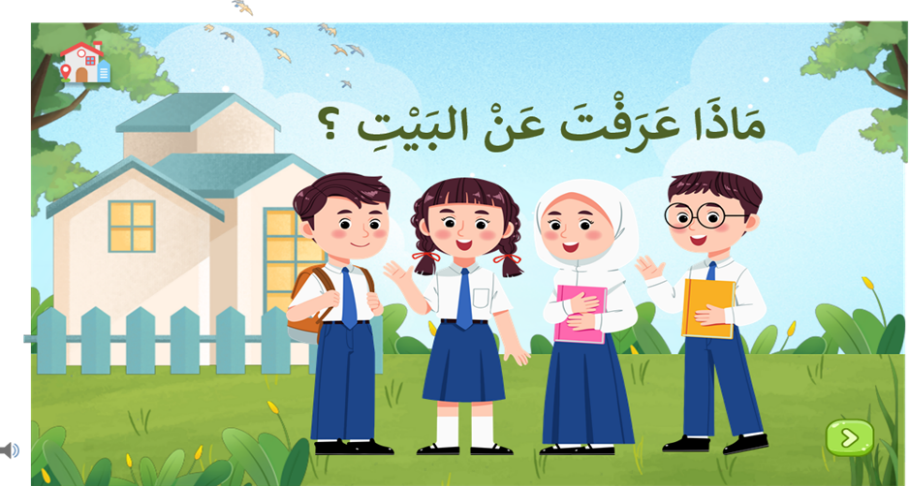 مَاذَا عَرَفْتَ عَنْ البَيْتِ ؟